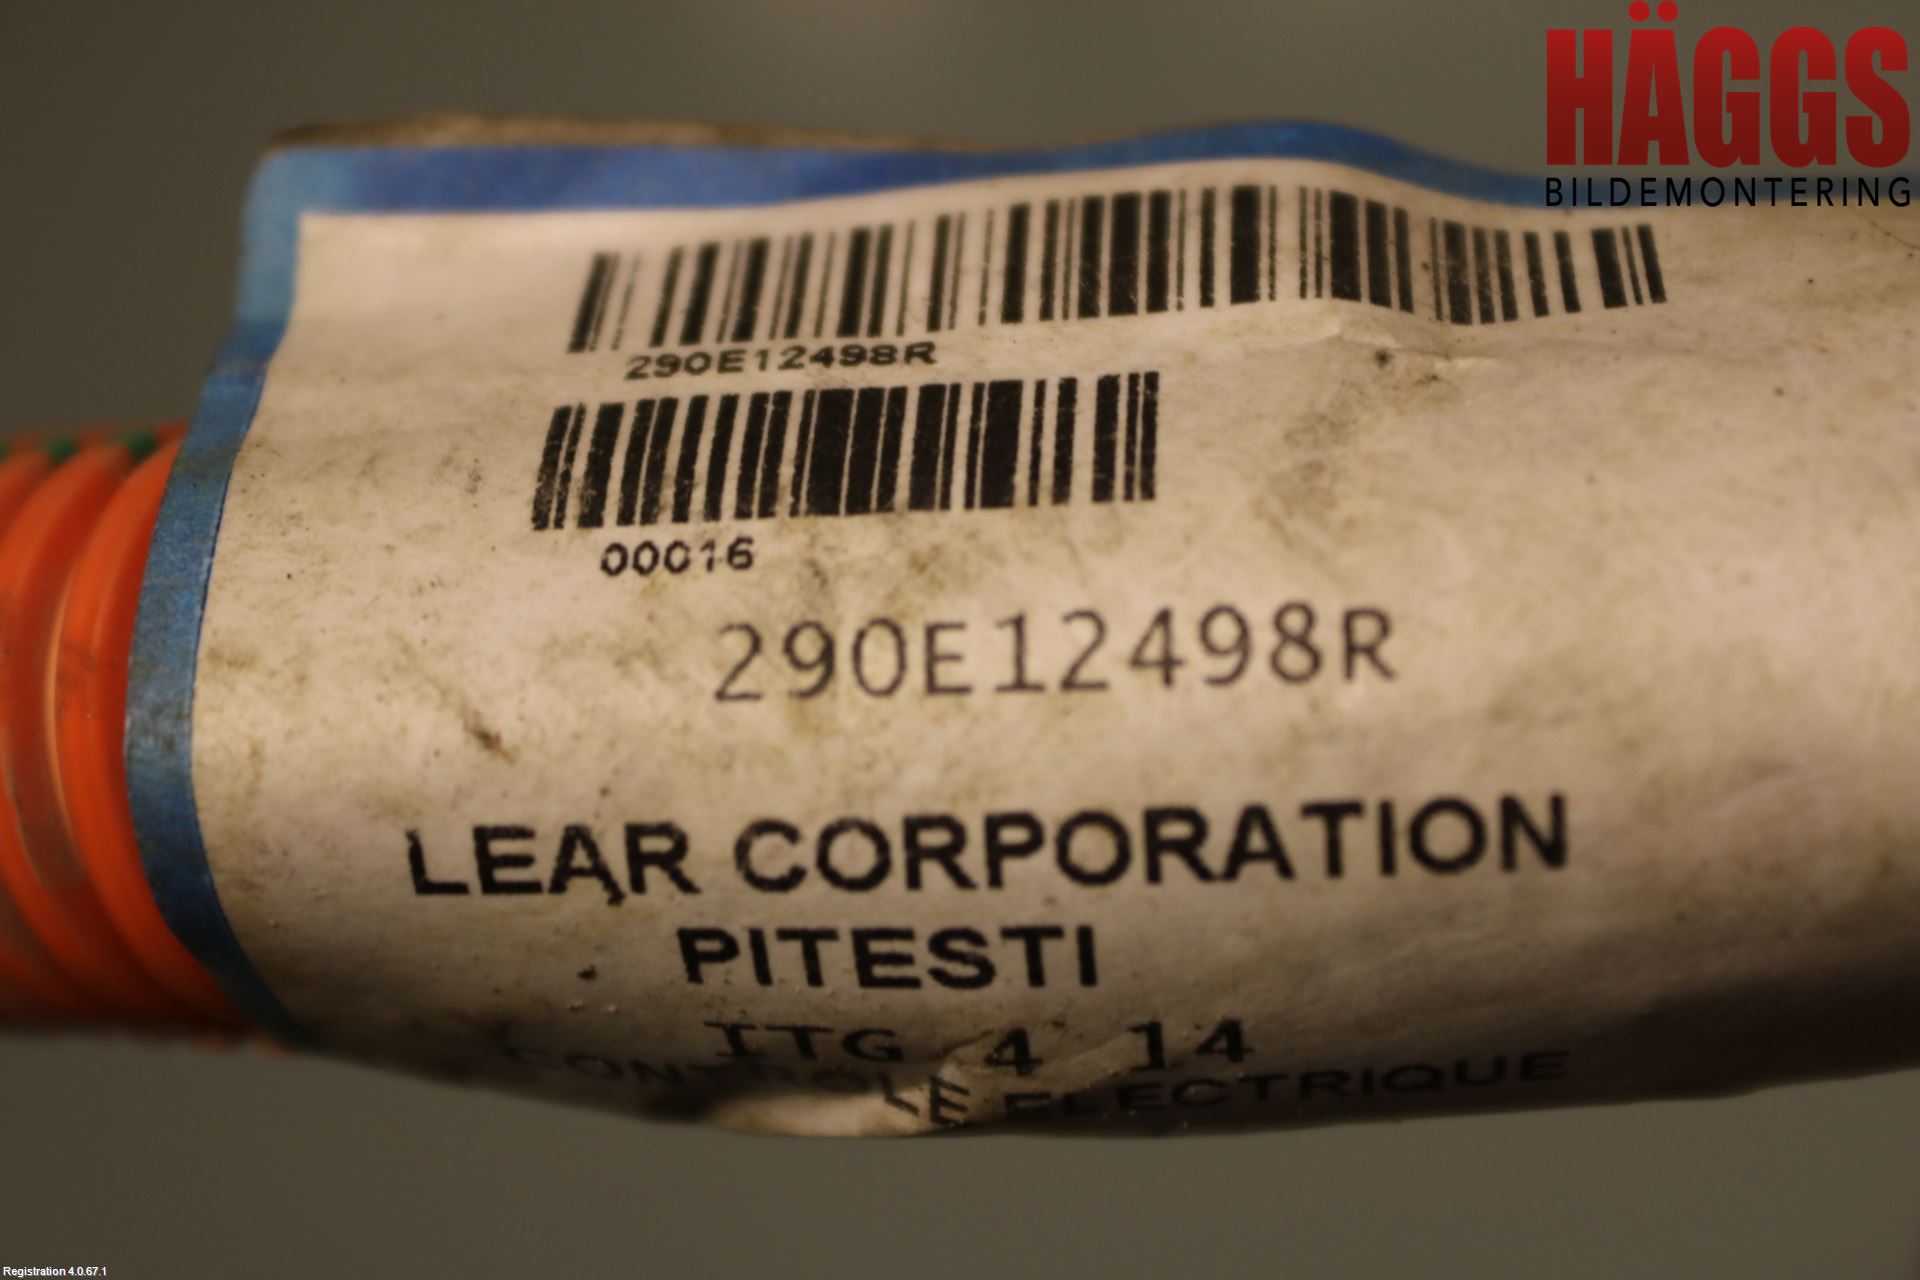 HÄGGS
BILDEMONTERING
290E12498R
00016
290E12498R
LEAR CORPORATION
PITESTI
ITG 4 14
CONTROLE ELECTRIQUE
Registration 4.0.67.1